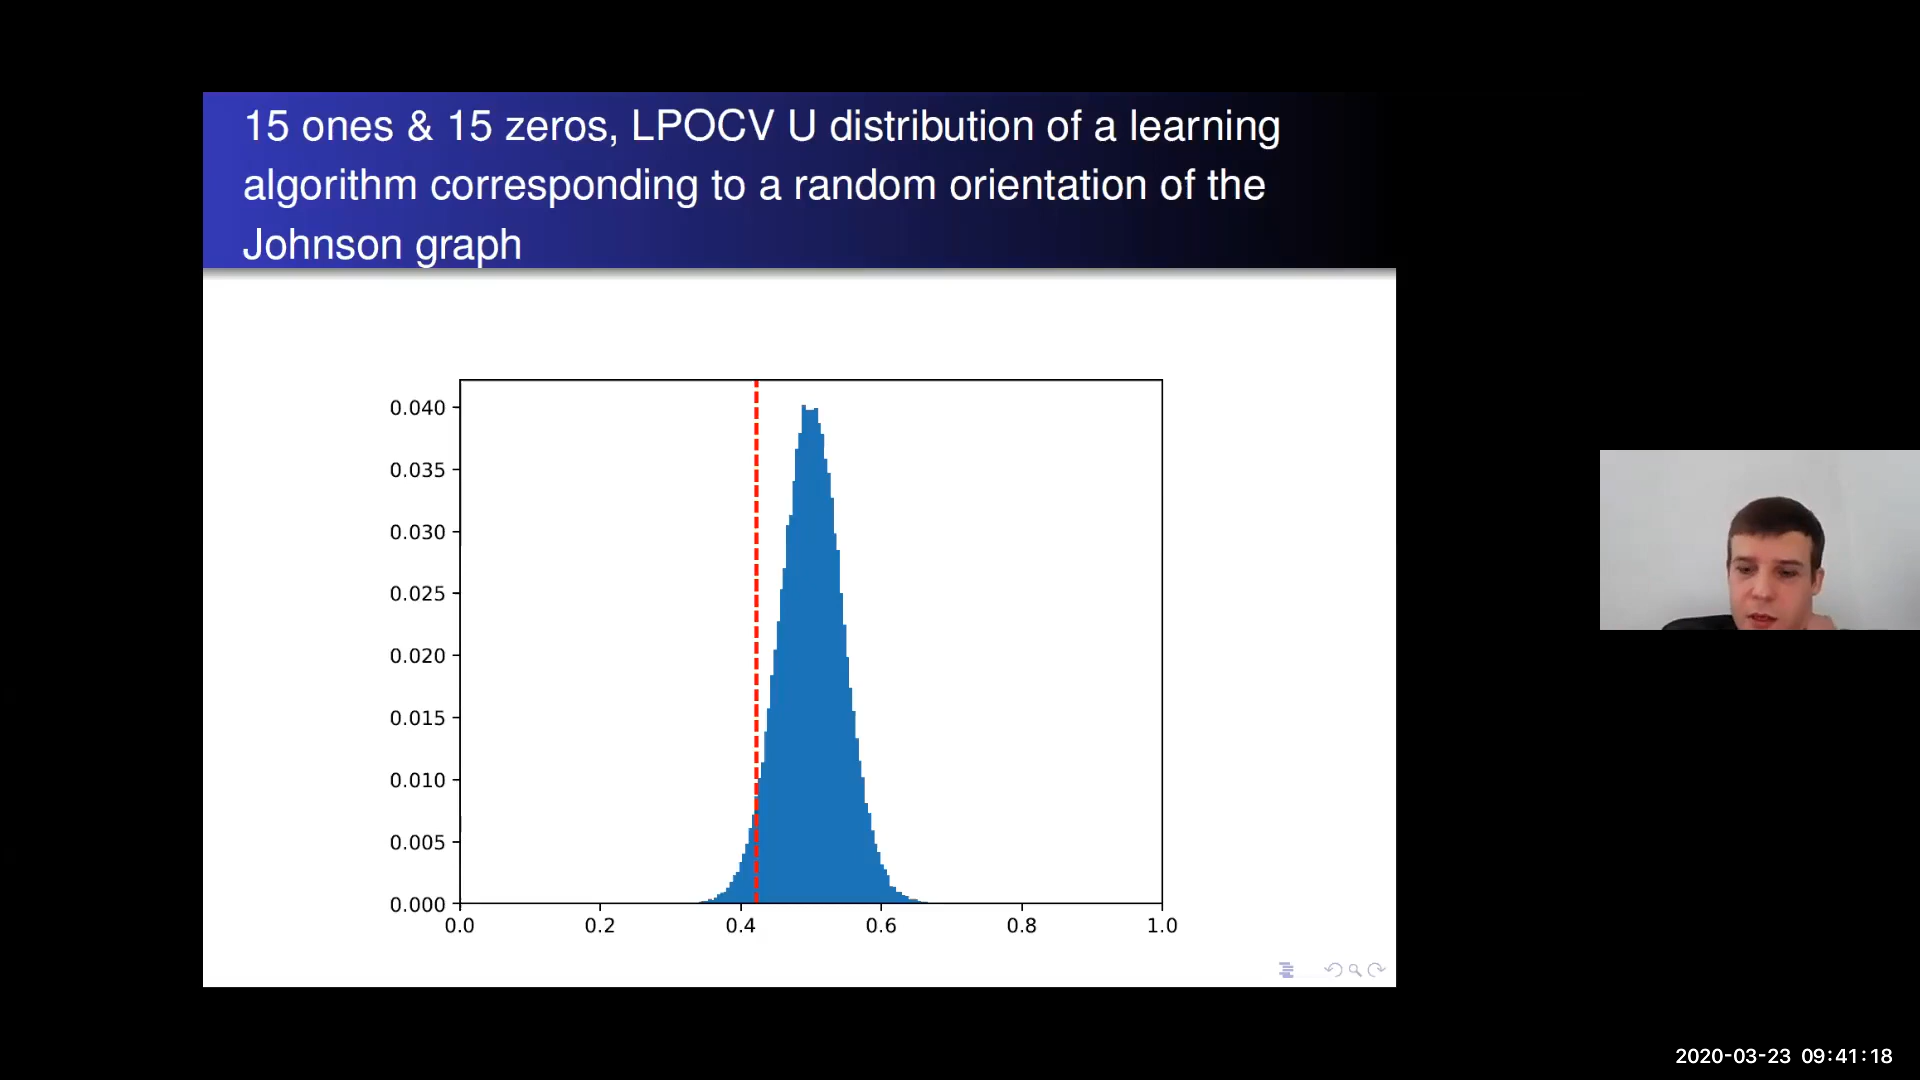 15 ones & 15 zeros, LPOCV U distribution of a learning
algorithm corresponding to a random orientation of the
Johnson graph
0.040
0.035
0.030
0.025
0.020
0.015
0.010
0.005
0.000
0.0 0.2 0.4 0.6 0.8 1.0
2020-03-23 09:41:18